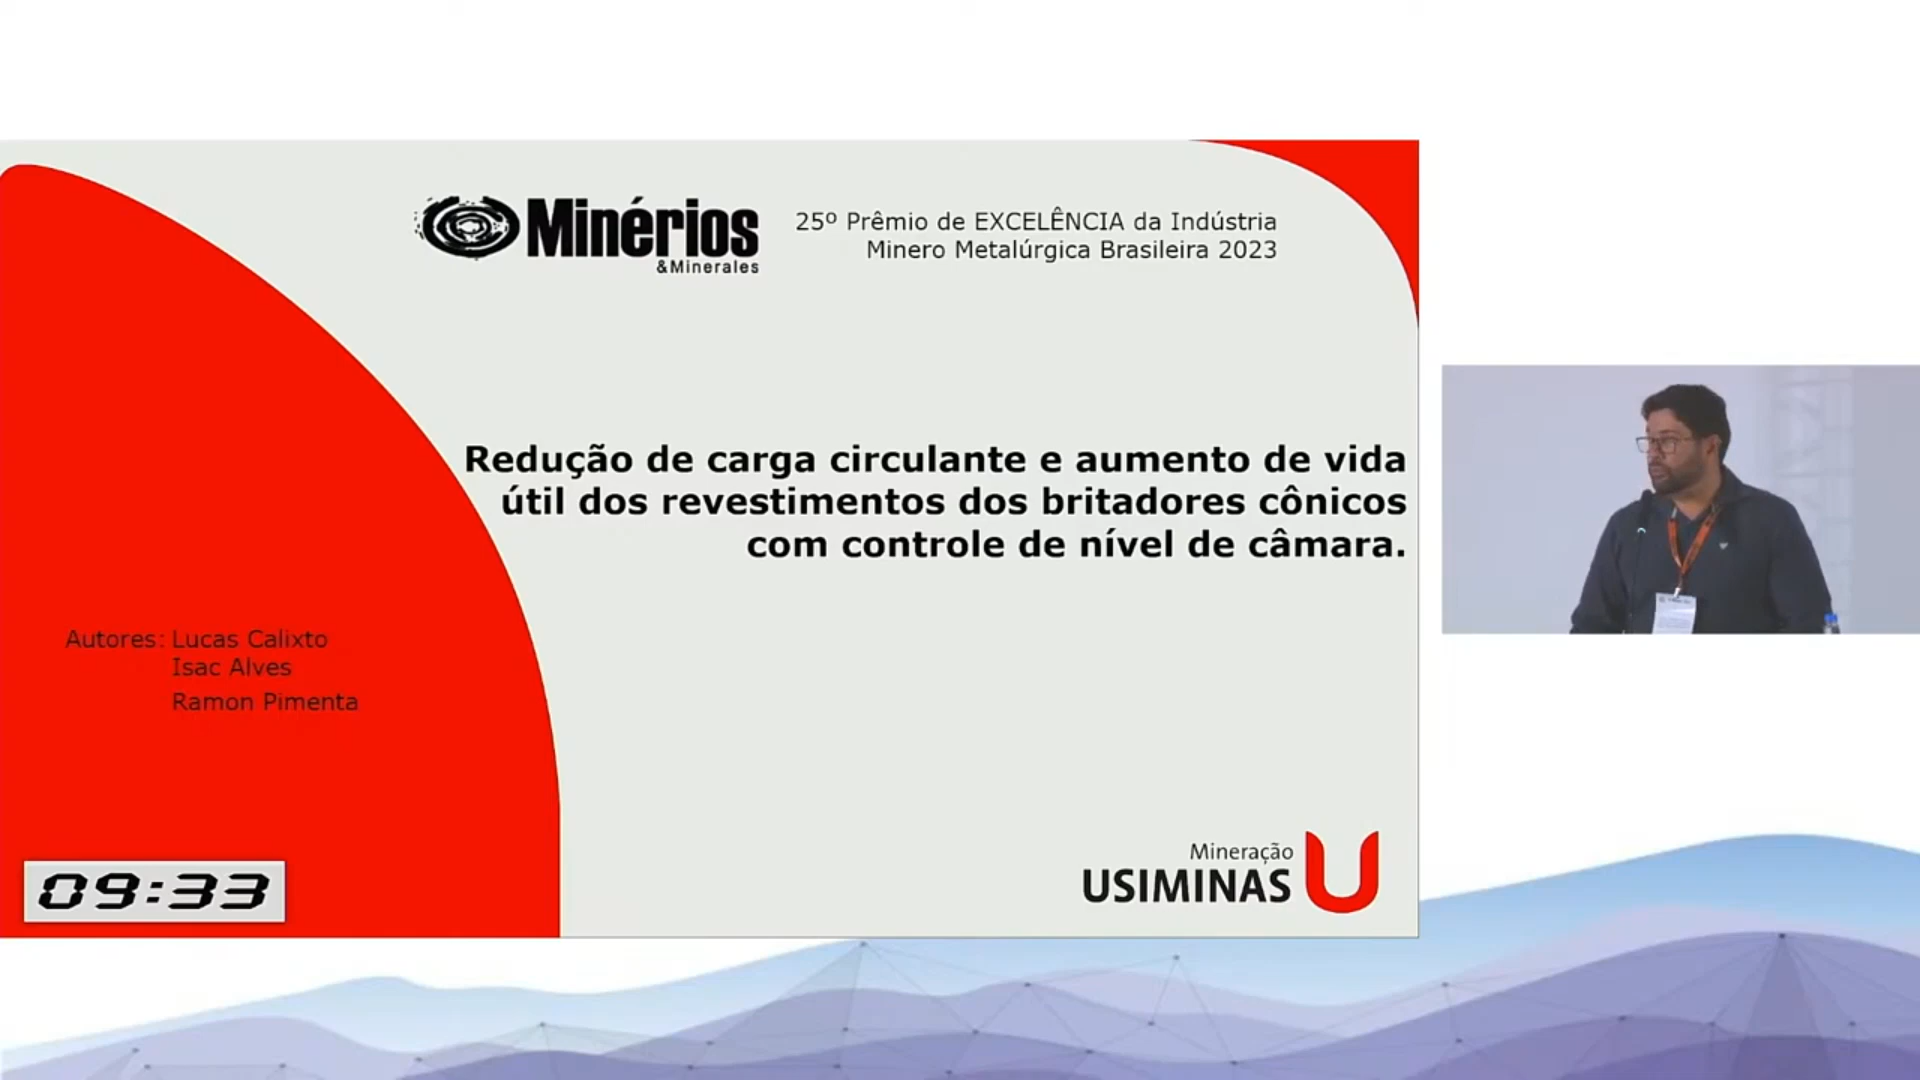 Minérios
&Minerales
25º Prêmio de EXCELÊNCIA da Indústria
Minero Metalúrgica Brasileira 2023
Redução de carga circulante e aumento de vida
útil dos revestimentos dos britadores cônicos
com controle de nível de câmara.
Autores: Lucas Calixto
Isac Alves
Ramon Pimenta
09:33
Mineração
USIMINAS